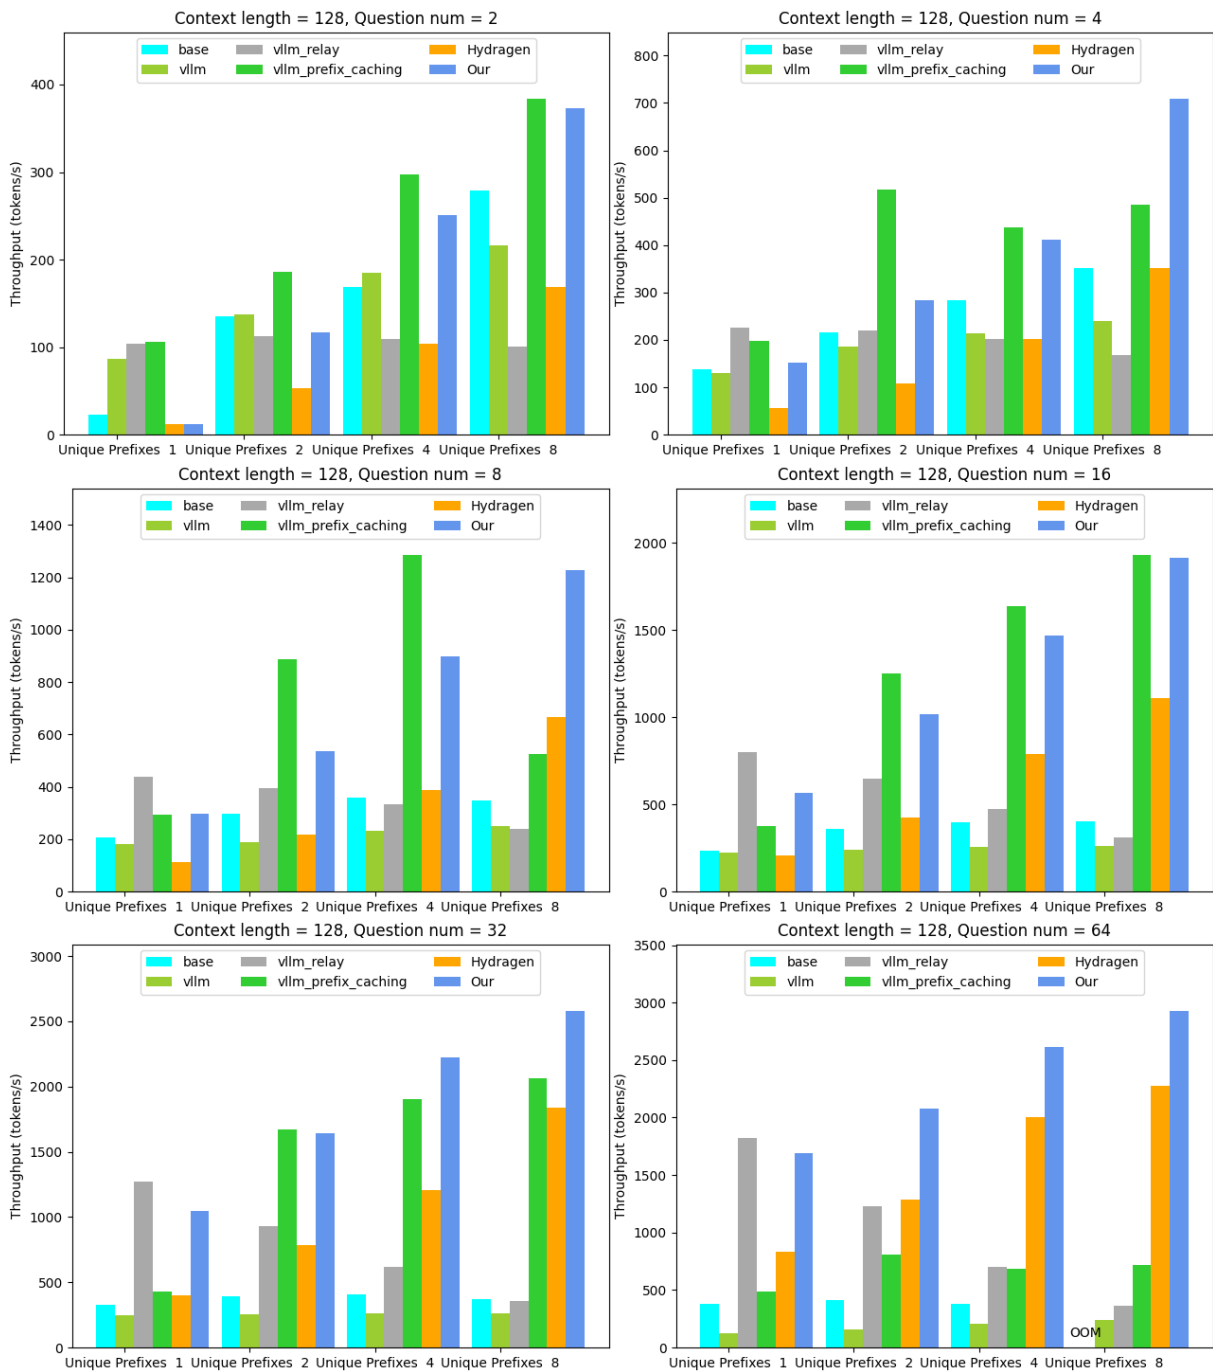 Context length = 128, Question num = 2
base vllm_relay Hydragen
vllm vllm_prefix_caching Our
Throughput (tokens/s)
400
300
200
100
0
Unique Prefixes 1 Unique Prefixes 2 Unique Prefixes 4 Unique Prefixes 8
Context length = 128, Question num = 4
base vllm_relay Hydragen
vllm vllm_prefix_caching Our
Throughput (tokens/s)
800
700
600
500
400
300
200
100
0
Unique Prefixes 1 Unique Prefixes 2 Unique Prefixes 4 Unique Prefixes 8
Context length = 128, Question num = 8
base vllm_relay Hydragen
vllm vllm_prefix_caching Our
Throughput (tokens/s)
1400
1200
1000
800
600
400
200
0
Unique Prefixes 1 Unique Prefixes 2 Unique Prefixes 4 Unique Prefixes 8
Context length = 128, Question num = 16
base vllm_relay Hydragen
vllm vllm_prefix_caching Our
Throughput (tokens/s)
2000
1500
1000
500
0
Unique Prefixes 1 Unique Prefixes 2 Unique Prefixes 4 Unique Prefixes 8
Context length = 128, Question num = 32
base vllm_relay Hydragen
vllm vllm_prefix_caching Our
Throughput (tokens/s)
3000
2500
2000
1500
1000
500
0
Unique Prefixes 1 Unique Prefixes 2 Unique Prefixes 4 Unique Prefixes 8
Context length = 128, Question num = 64
base vllm_relay Hydragen
vllm vllm_prefix_caching Our
Throughput (tokens/s)
3500
3000
2500
2000
1500
1000
500
0
OOM
Unique Prefixes 1 Unique Prefixes 2 Unique Prefixes 4 Unique Prefixes 8